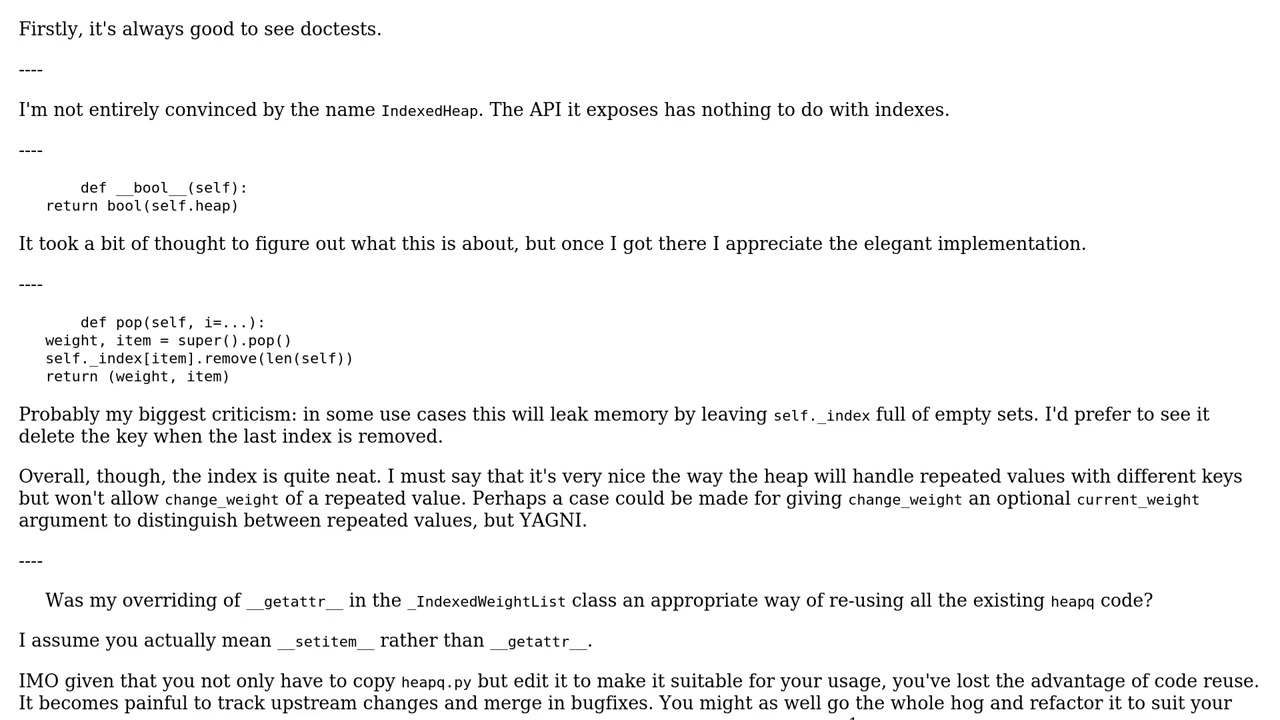 Firstly, it's always good to see doctests.
----
I'm not entirely convinced by the name IndexedHeap. The API it exposes has nothing to do with indexes.
----
def __bool__(self):
return bool(self.heap)
It took a bit of thought to figure out what this is about, but once I got there I appreciate the elegant implementation.
----
def pop(self, i=...):
weight, item = super().pop()
self._index[item].remove(len(self))
return (weight, item)
Probably my biggest criticism: in some use cases this will leak memory by leaving self._index full of empty sets. I'd prefer to see it
delete the key when the last index is removed.
Overall, though, the index is quite neat. I must say that it's very nice the way the heap will handle repeated values with different keys
but won't allow change_weight of a repeated value. Perhaps a case could be made for giving change_weight an optional current_weight
argument to distinguish between repeated values, but YAGNI.
----
Was my overriding of __getattr__ in the _IndexedWeightList class an appropriate way of re-using all the existing heapq code?
I assume you actually mean __setitem__ rather than __getattr__.
IMO given that you not only have to copy heapq.py but edit it to make it suitable for your usage, you've lost the advantage of code reuse.
It becomes painful to track upstream changes and merge in bugfixes. You might as well go the whole hog and refactor it to suit your